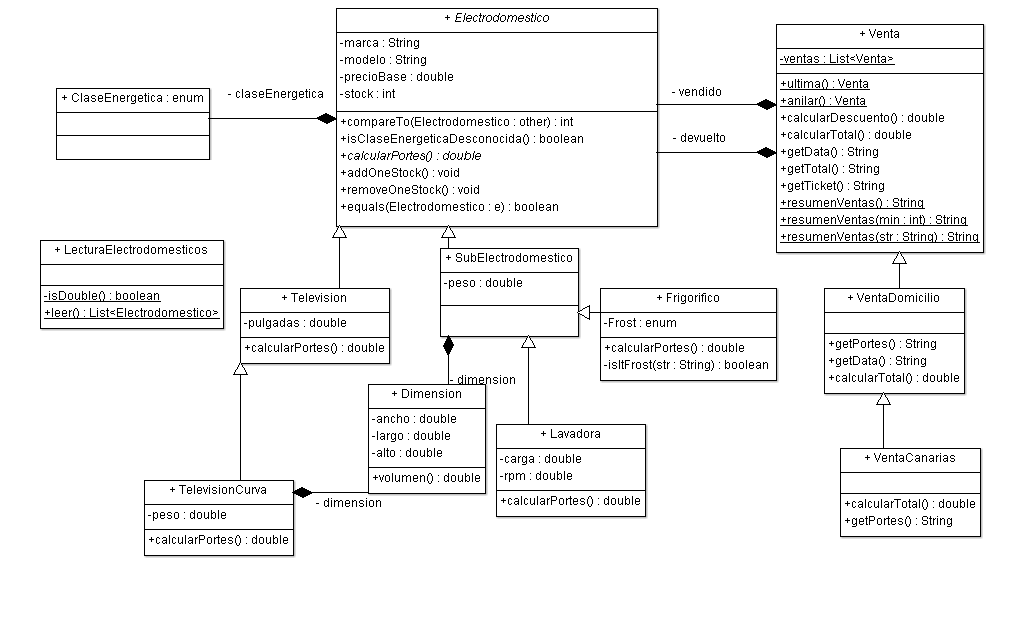 + Electrodomestico
-marca : String
-modelo : String
-precioBase : double
-stock : int
+compareTo(Electrodomestico : other) : int
+isClaseEnergeticaDesconocida() : boolean
+calcularPortes() : double
+addOneStock() : void
+removeOneStock() : void
+equals(Electrodomestico : e) : boolean
+ Venta
-ventas : List<Venta>
+ultima() : Venta
+anilar() : Venta
+calcularDescuento() : double
+calcularTotal() : double
+getData() : String
+getTotal() : String
+getTicket() : String
+resumenVentas() : String
+resumenVentas(min : int) : String
+resumenVentas(str : String) : String
+ ClaseEnergetica : enum
- claseEnergetica
- vendido
- devuelto
+ LecturaElectrodomesticos
-isDouble() : boolean
+leer() : List<Electrodomestico>
+ Television
-pulgadas : double
+calcularPortes() : double
+ SubElectrodomestico
-peso : double
+ Frigorifico
-Frost : enum
+calcularPortes() : double
-isItFrost(str : String) : boolean
+ VentaDomicilio
+getPortes() : String
+getData() : String
+calcularTotal() : double
- dimension
+ Dimension
-ancho : double
-largo : double
-alto : double
+volumen() : double
+ Lavadora
-carga : double
-rpm : double
+calcularPortes() : double
+ VentaCanarias
+calcularTotal() : double
+getPortes() : String
+ TelevisionCurva
-peso : double
+calcularPortes() : double
- dimension